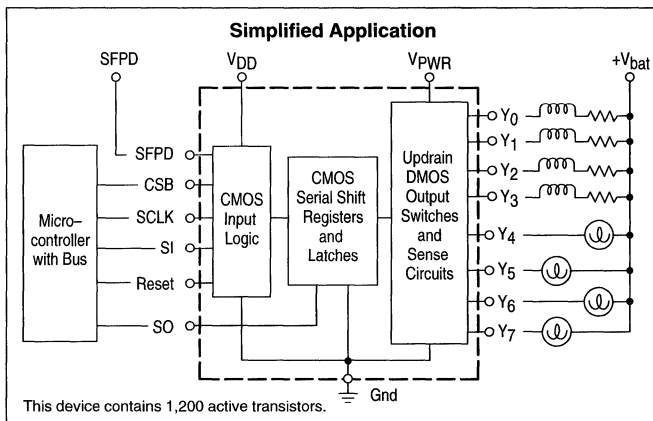 Simplified Application
SFPD
VDD
VPWR
+Vbat
SFPD
CSB
SCLK
SI
Reset
SO
Micro–
controller
with Bus
CMOS
Input
Logic
CMOS
Serial Shift
Registers
and
Latches
Updrain
DMOS
Output
Switches
and
Sense
Circuits
Y0
Y1
Y2
Y3
Y4
Y5
Y6
Y7
Gnd
This device contains 1,200 active transistors.